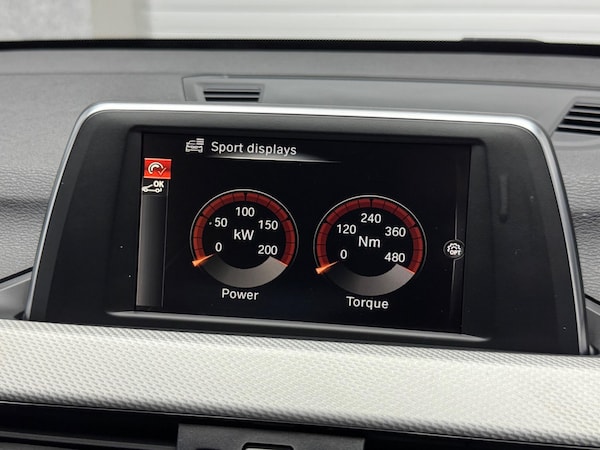 Sport displays
OK
0 50 100 150 200
kW
Power
0 120 240 360 480
Nm
Torque
OFF